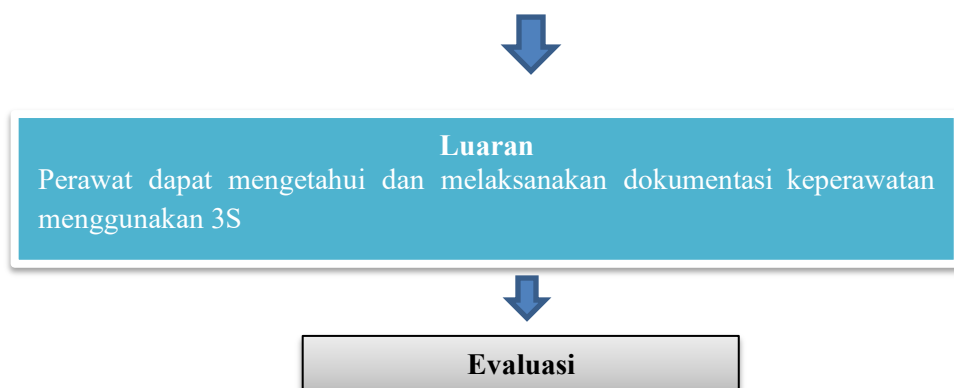 Luaran
Perawat dapat mengetahui dan melaksanakan dokumentasi keperawatan
menggunakan 3S
Evaluasi